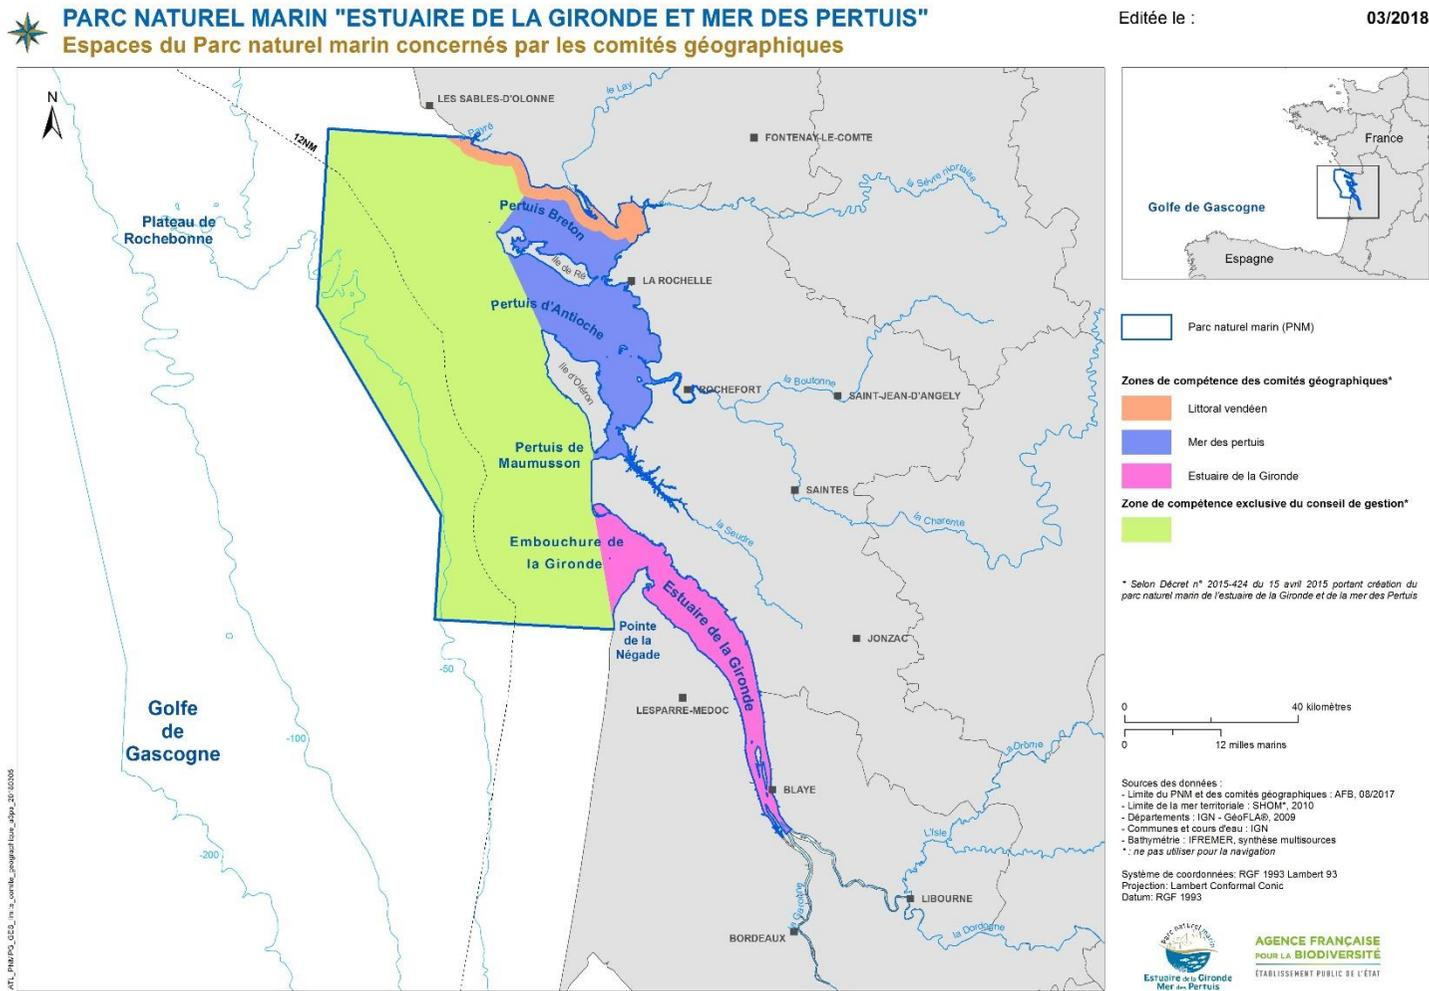 PARC NATUREL MARIN "ESTUAIRE DE LA GIRONDE ET MER DES PERTUIS"
Espaces du Parc naturel marin concernés par les comités géographiques
Editée le : 03/2018
N
12NM
LES SABLES-D'OLONNE
le Lay
Payré
FONTENAY-LE-COMTE
la Sèvre niortaise
Plateau de
Rochebonne
Pertuis Breton
Ile de Ré
LA ROCHELLE
Pertuis d'Antioche
Ile d'Oléron
ROCHEFORT
la Boutonne
SAINT-JEAN-D'ANGELY
Pertuis de
Maumusson
SAINTES
la Charente
la Seudre
Embouchure de
la Gironde
Estuaire de la Gironde
Pointe
de la
Négade
JONZAC
-50
LESPARRE-MEDOC
Golfe
de
Gascogne
-100
la Drôme
BLAYE
L'Isle
-200
la Garonne
LIBOURNE
la Dordogne
BORDEAUX
France
Golfe de Gascogne
Espagne
Parc naturel marin (PNM)
Zones de compétence des comités géographiques*
Littoral vendéen
Mer des pertuis
Estuaire de la Gironde
Zone de compétence exclusive du conseil de gestion*
* Selon Décret n° 2015-424 du 15 avril 2015 portant création du
parc naturel marin de l'estuaire de la Gironde et de la mer des Pertuis
0 40 kilomètres
0 12 milles marins
Sources des données :
- Limite du PNM et des comités géographiques : AFB, 08/2017
- Limite de la mer territoriale : SHOM*, 2010
- Départements : IGN - GéoFLA®, 2009
- Communes et cours d'eau : IGN
- Bathymétrie : IFREMER, synthèse multisources
* : ne pas utiliser pour la navigation
Système de coordonnées: RGF 1993 Lambert 93
Projection: Lambert Conformal Conic
Datum: RGF 1993
Parc naturel marin
Estuaire de la Gironde
Mer des Pertuis
AGENCE FRANÇAISE
POUR LA BIODIVERSITÉ
ÉTABLISSEMENT PUBLIC DE L'ÉTAT